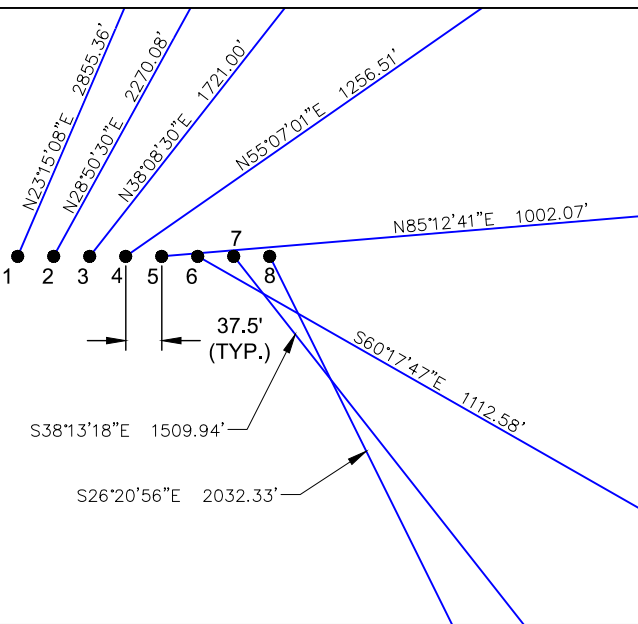 N23°15'08"E 2855.36'
N28°50'30"E 2270.08'
N38°08'30"E 1721.00'
N55°07'01"E 1256.51'
N85°12'41"E 1002.07'
1
2
3
4
5
6
7
8
37.5'
(TYP.)
S60°17'47"E 1112.58'
S38°13'18"E 1509.94'
S26°20'56"E 2032.33'